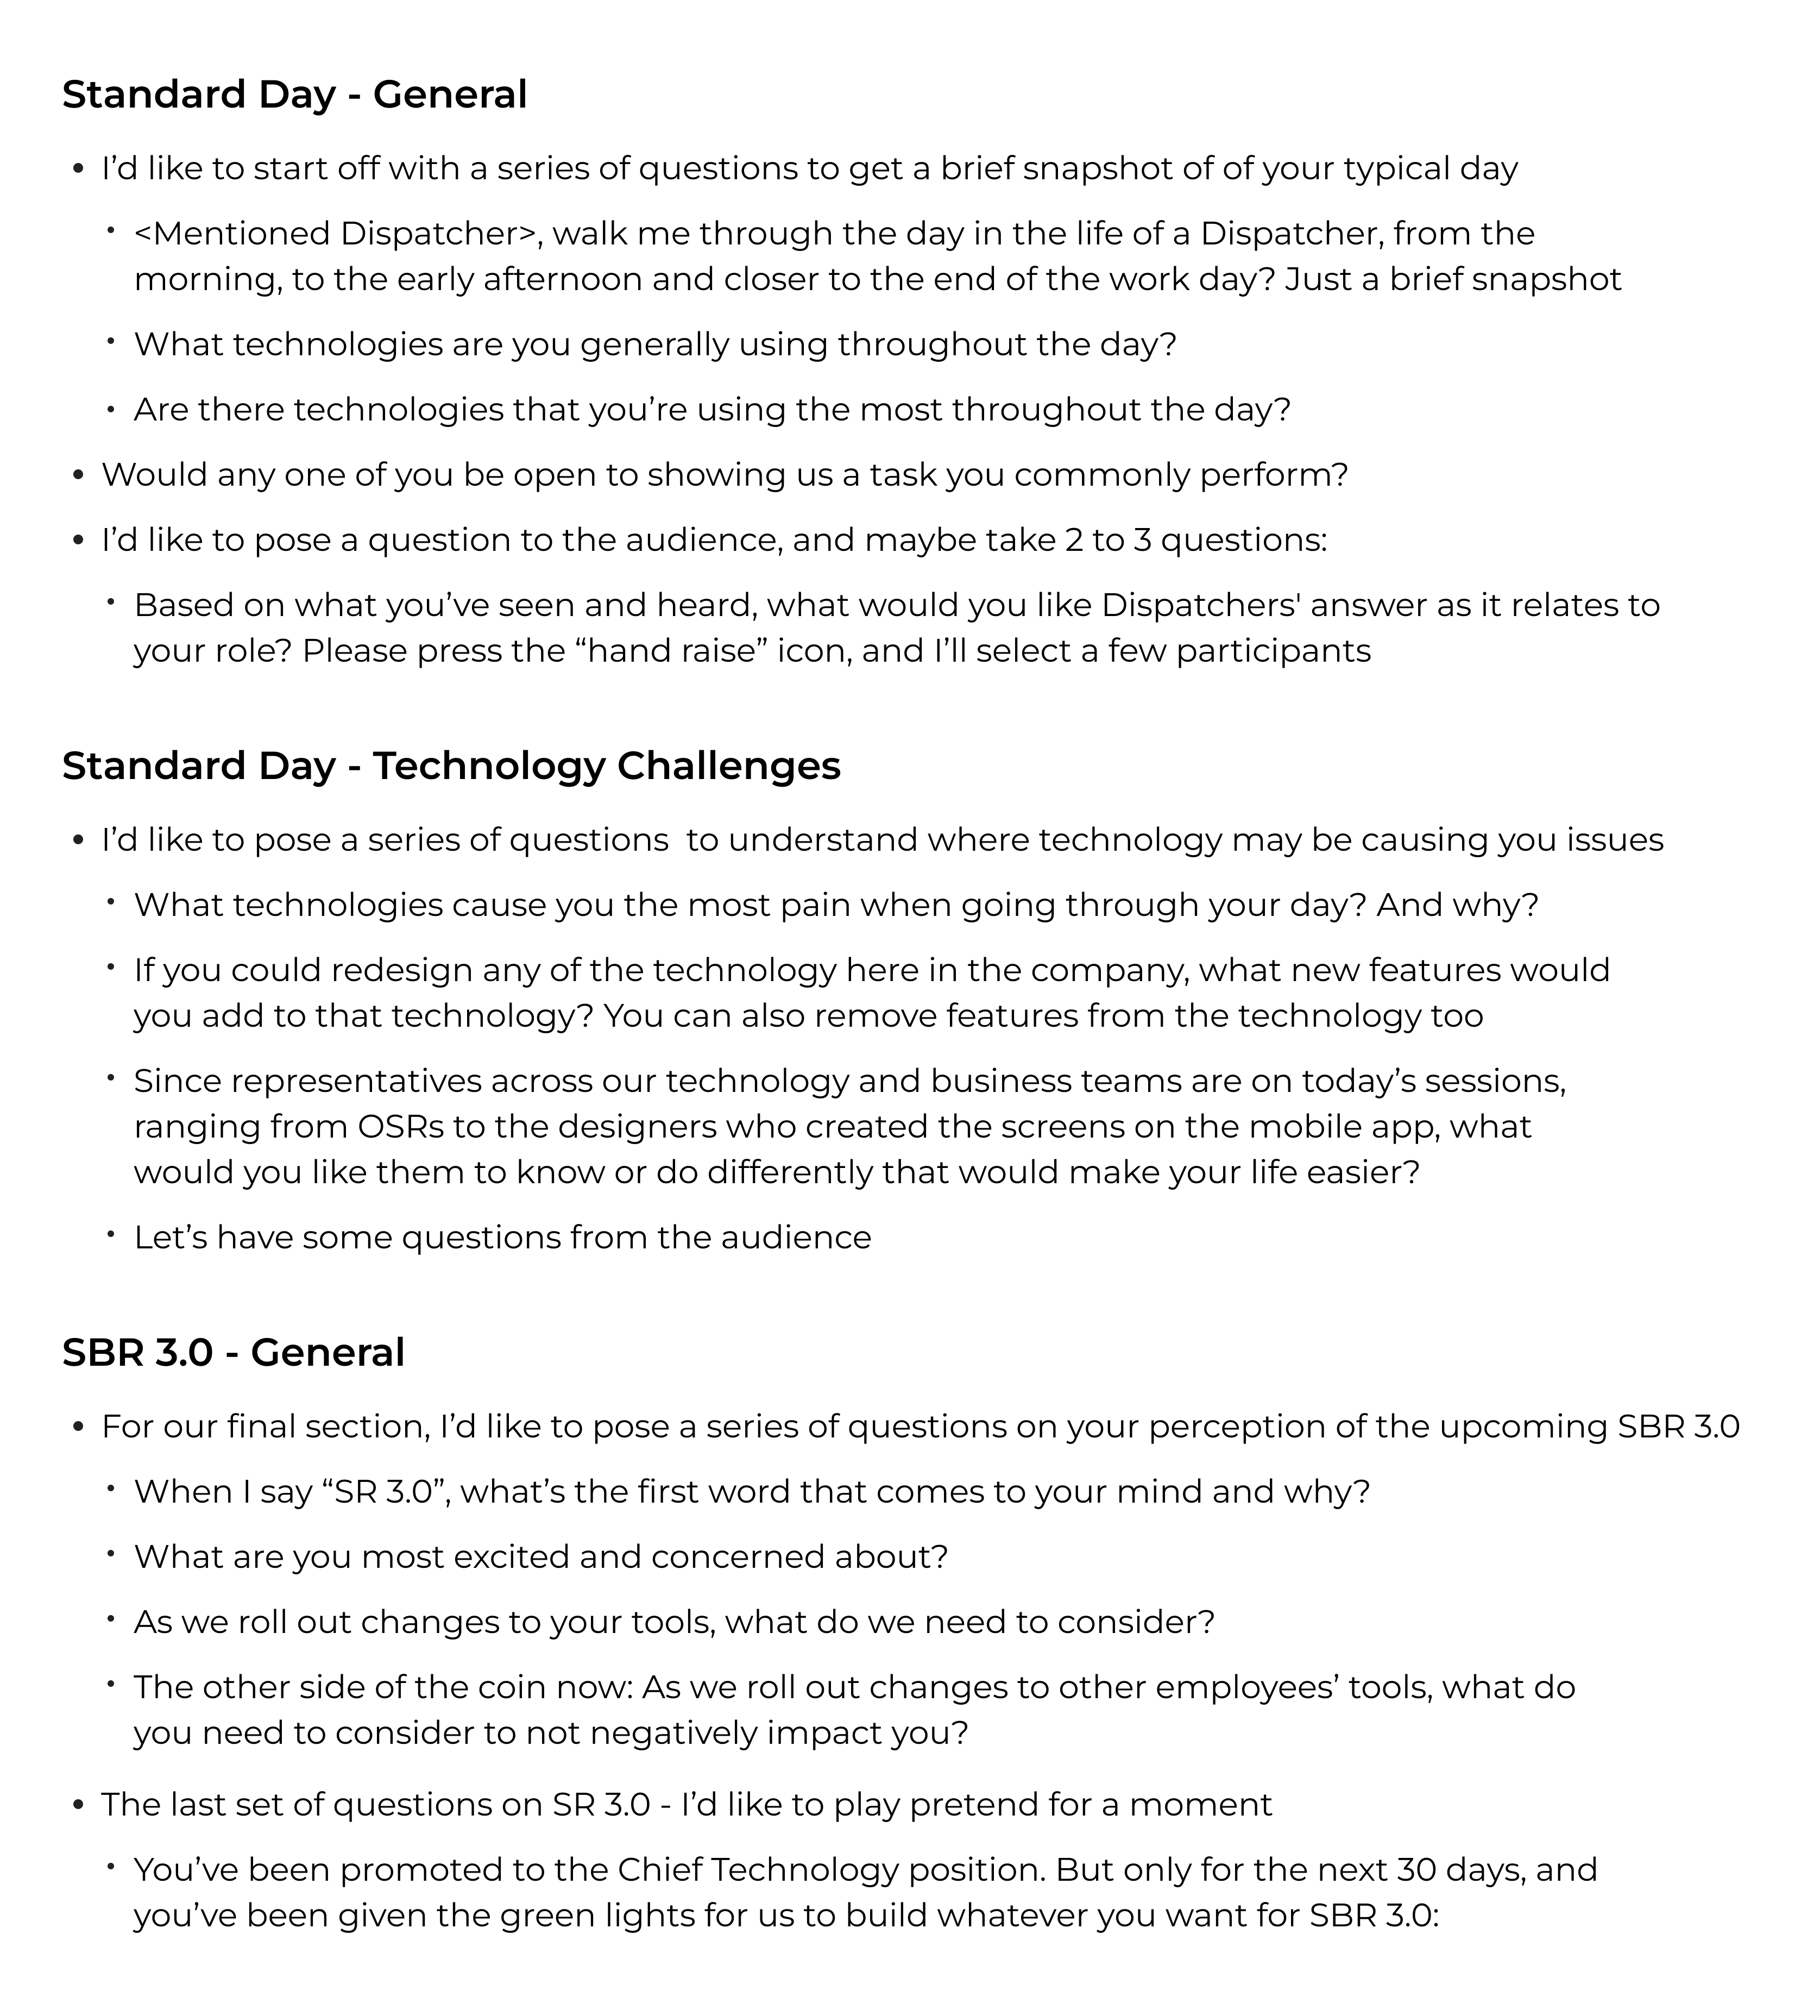 Standard Day - General
• I’d like to start off with a series of questions to get a brief snapshot of of your typical day
• <Mentioned Dispatcher>, walk me through the day in the life of a Dispatcher, from the
morning, to the early afternoon and closer to the end of the work day? Just a brief snapshot
• What technologies are you generally using throughout the day?
• Are there technologies that you’re using the most throughout the day?
• Would any one of you be open to showing us a task you commonly perform?
• I’d like to pose a question to the audience, and maybe take 2 to 3 questions:
• Based on what you’ve seen and heard, what would you like Dispatchers' answer as it relates to
your role? Please press the “hand raise” icon, and I’ll select a few participants
Standard Day - Technology Challenges
• I’d like to pose a series of questions  to understand where technology may be causing you issues
• What technologies cause you the most pain when going through your day? And why?
• If you could redesign any of the technology here in the company, what new features would
you add to that technology? You can also remove features from the technology too
• Since representatives across our technology and business teams are on today’s sessions,
ranging from OSRs to the designers who created the screens on the mobile app, what
would you like them to know or do differently that would make your life easier?
• Let’s have some questions from the audience
SBR 3.0 - General
• For our final section, I’d like to pose a series of questions on your perception of the upcoming SBR 3.0
• When I say “SR 3.0”, what’s the first word that comes to your mind and why?
• What are you most excited and concerned about?
• As we roll out changes to your tools, what do we need to consider?
• The other side of the coin now: As we roll out changes to other employees’ tools, what do
you need to consider to not negatively impact you?
• The last set of questions on SR 3.0 - I’d like to play pretend for a moment
• You’ve been promoted to the Chief Technology position. But only for the next 30 days, and
you’ve been given the green lights for us to build whatever you want for SBR 3.0: